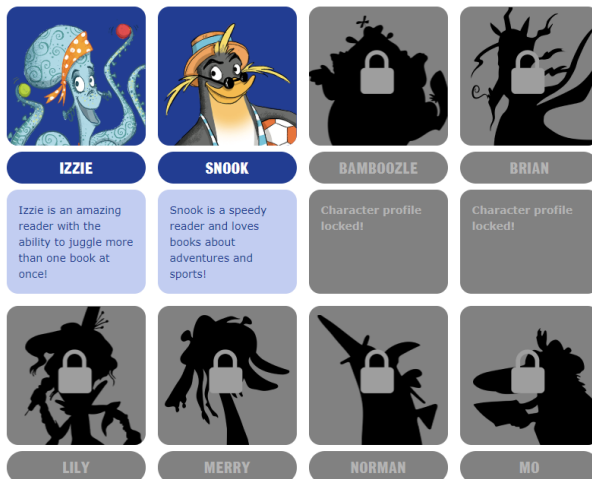 IZZIE
SNOOK
BAMBOOZLE
BRIAN
Izzie is an amazing
reader with the
ability to juggle more
than one book at
once!
Snook is a speedy
reader and loves
books about
adventures and
sports!
Character profile
locked!
Character profile
locked!
LILY
MERRY
NORMAN
MO